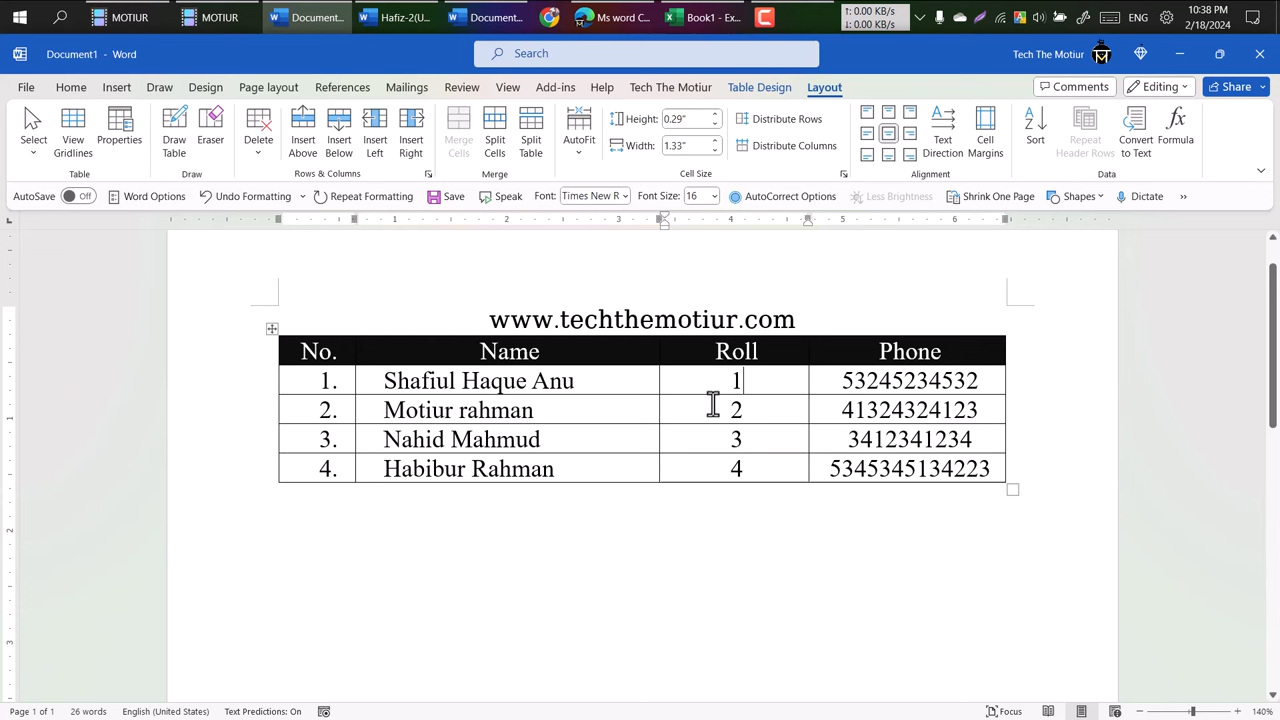 MOTIUR
MOTIUR
Document...
Hafiz-2(U...
Document...
Ms word C...
Book1 - Ex...
↑: 0.00 KB/s
↓: 0.00 KB/s
ENG
10:38 PM
2/18/2024
Document1 - Word
Search
Tech The Motiur
File Home Insert Draw Design Page layout References Mailings Review View Add-ins Help Tech The Motiur Table Design Layout
Comments Editing Share
Select
View Gridlines
Properties
Table
Draw Table
Eraser
Draw
Delete
Insert Above
Insert Below
Insert Left
Insert Right
Rows & Columns
Merge Cells
Split Cells
Split Table
Merge
AutoFit
Height: 0.29"
Width: 1.33"
Distribute Rows
Distribute Columns
Cell Size
Text Direction
Cell Margins
Alignment
Sort
Repeat Header Rows
Convert to Text
Formula
Data
AutoSave Off Word Options Undo Formatting Repeat Formatting Save Speak Font: Times New R Font Size: 16 AutoCorrect Options Less Brightness Shrink One Page Shapes Dictate
1 2 3 4 5 6
1
2
3
www.techthemotiur.com
No. Name Roll Phone
1. Shafiul Haque Anu 1 53245234532
2. Motiur rahman 2 41324324123
3. Nahid Mahmud 3 3412341234
4. Habibur Rahman 4 5345345134223
Page 1 of 1 26 words English (United States) Text Predictions: On Focus 140%